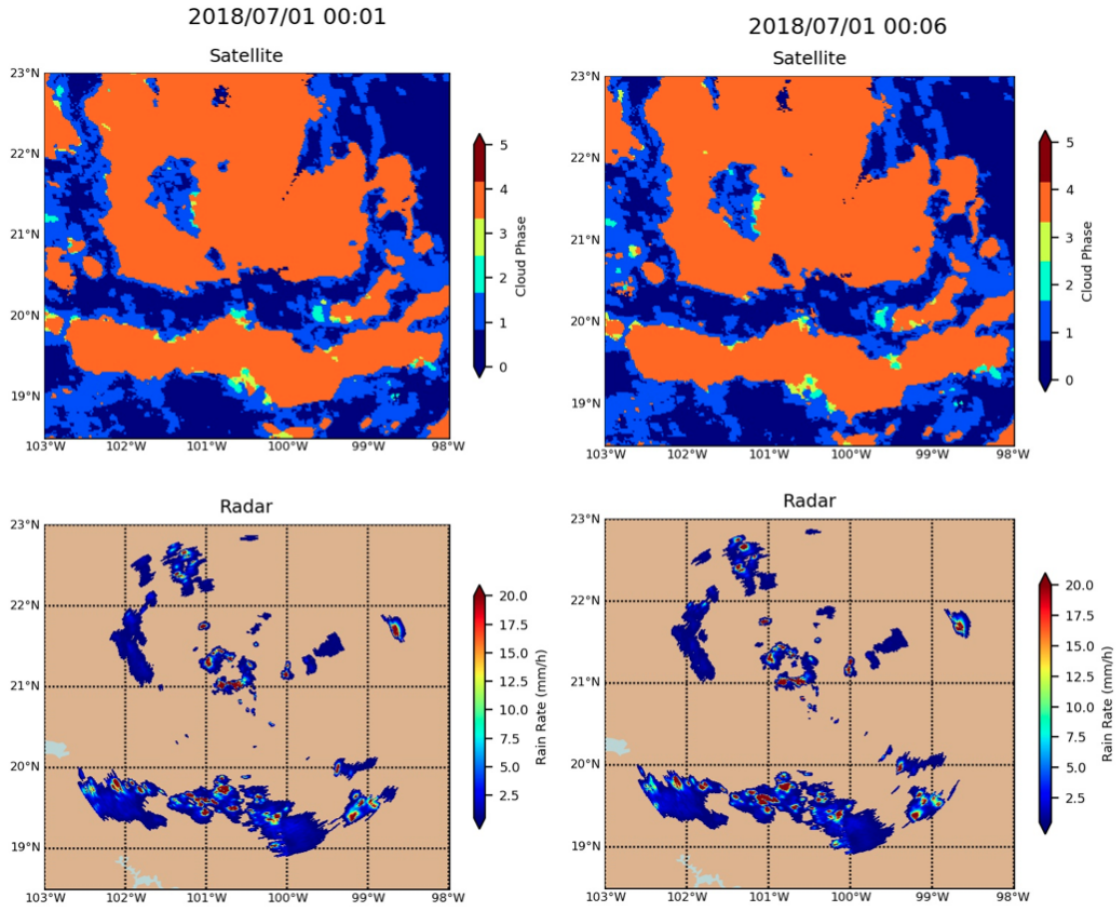 2018/07/01 00:01
Satellite
23°N
22°N
21°N
20°N
19°N
103°W 102°W 101°W 100°W 99°W 98°W
5
4
3
2
1
0
Cloud Phase
2018/07/01 00:06
Satellite
23°N
22°N
21°N
20°N
19°N
103°W 102°W 101°W 100°W 99°W 98°W
5
4
3
2
1
0
Cloud Phase
Radar
23°N
22°N
21°N
20°N
19°N
103°W 102°W 101°W 100°W 99°W 98°W
20.0
17.5
15.0
12.5
10.0
7.5
5.0
2.5
Rain Rate (mm/h)
Radar
23°N
22°N
21°N
20°N
19°N
103°W 102°W 101°W 100°W 99°W 98°W
20.0
17.5
15.0
12.5
10.0
7.5
5.0
2.5
Rain Rate (mm/h)